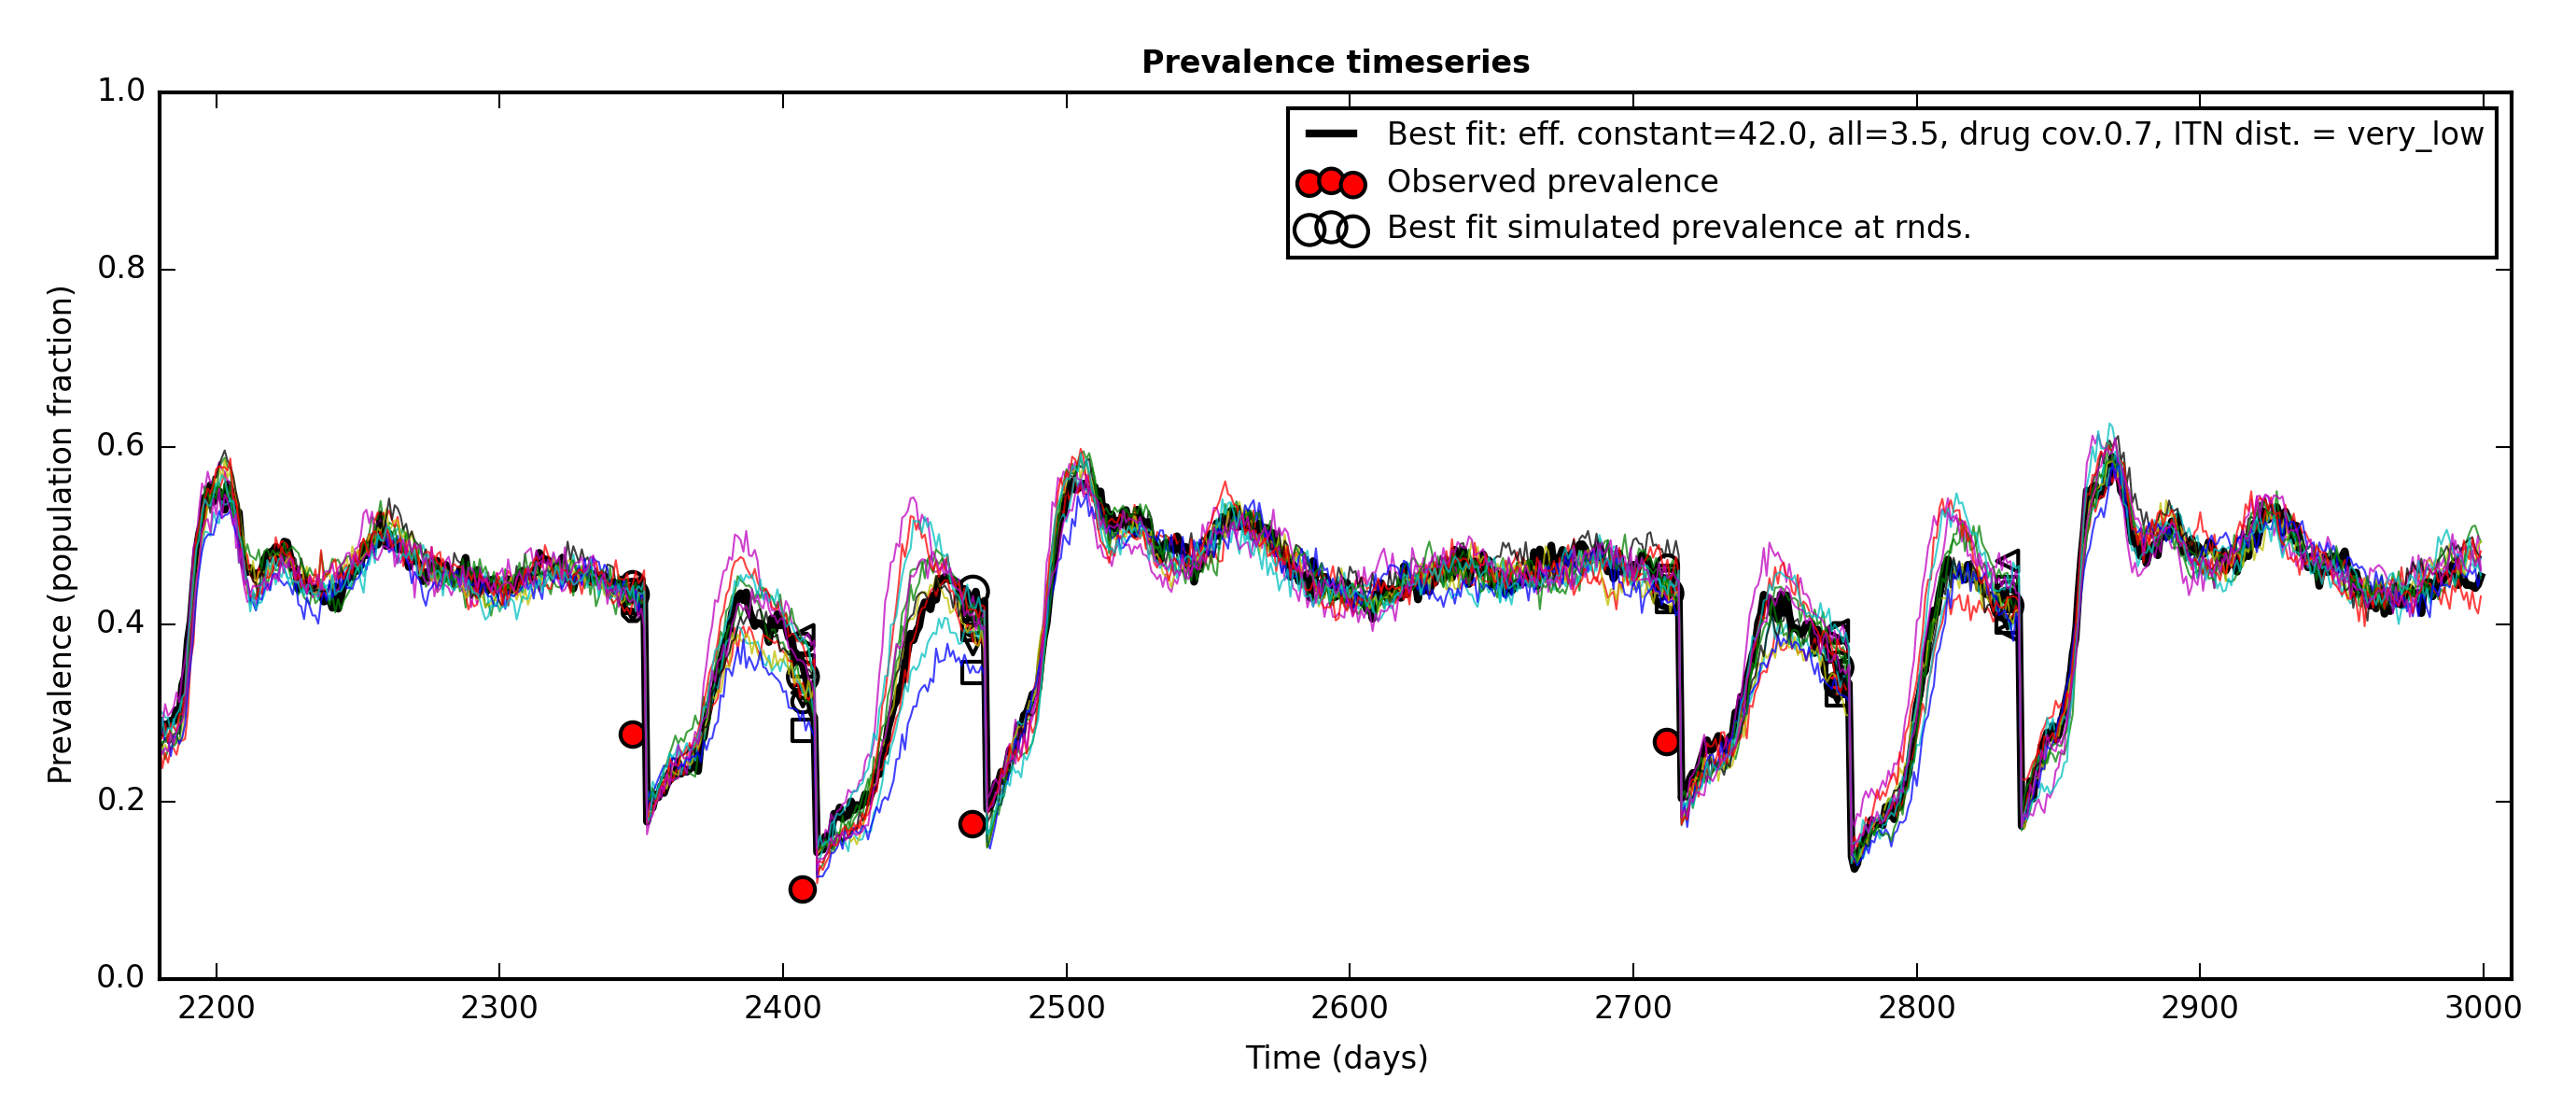 Prevalence timeseries
1.0
0.8
0.6
0.4
0.2
0.0
Prevalence (population fraction)
Best fit: eff. constant=42.0, all=3.5, drug cov.0.7, ITN dist. = very_low
Observed prevalence
Best fit simulated prevalence at rnds.
2200 2300 2400 2500 2600 2700 2800 2900 3000
Time (days)